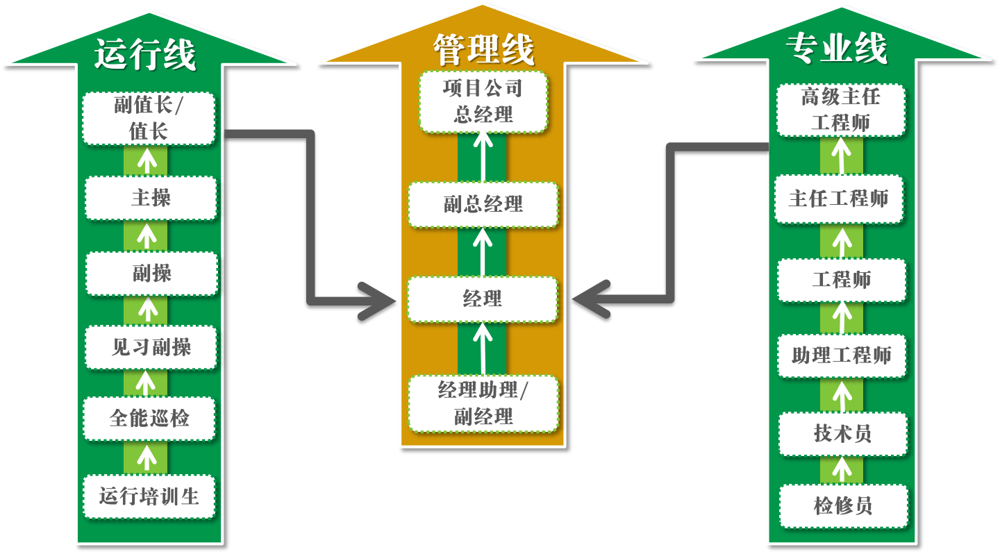 运行线
副值长/
值长
主操
副操
见习副操
全能巡检
运行培训生
管理线
项目公司
总经理
副总经理
经理
经理助理/
副经理
专业线
高级主任
工程师
主任工程师
工程师
助理工程师
技术员
检修员